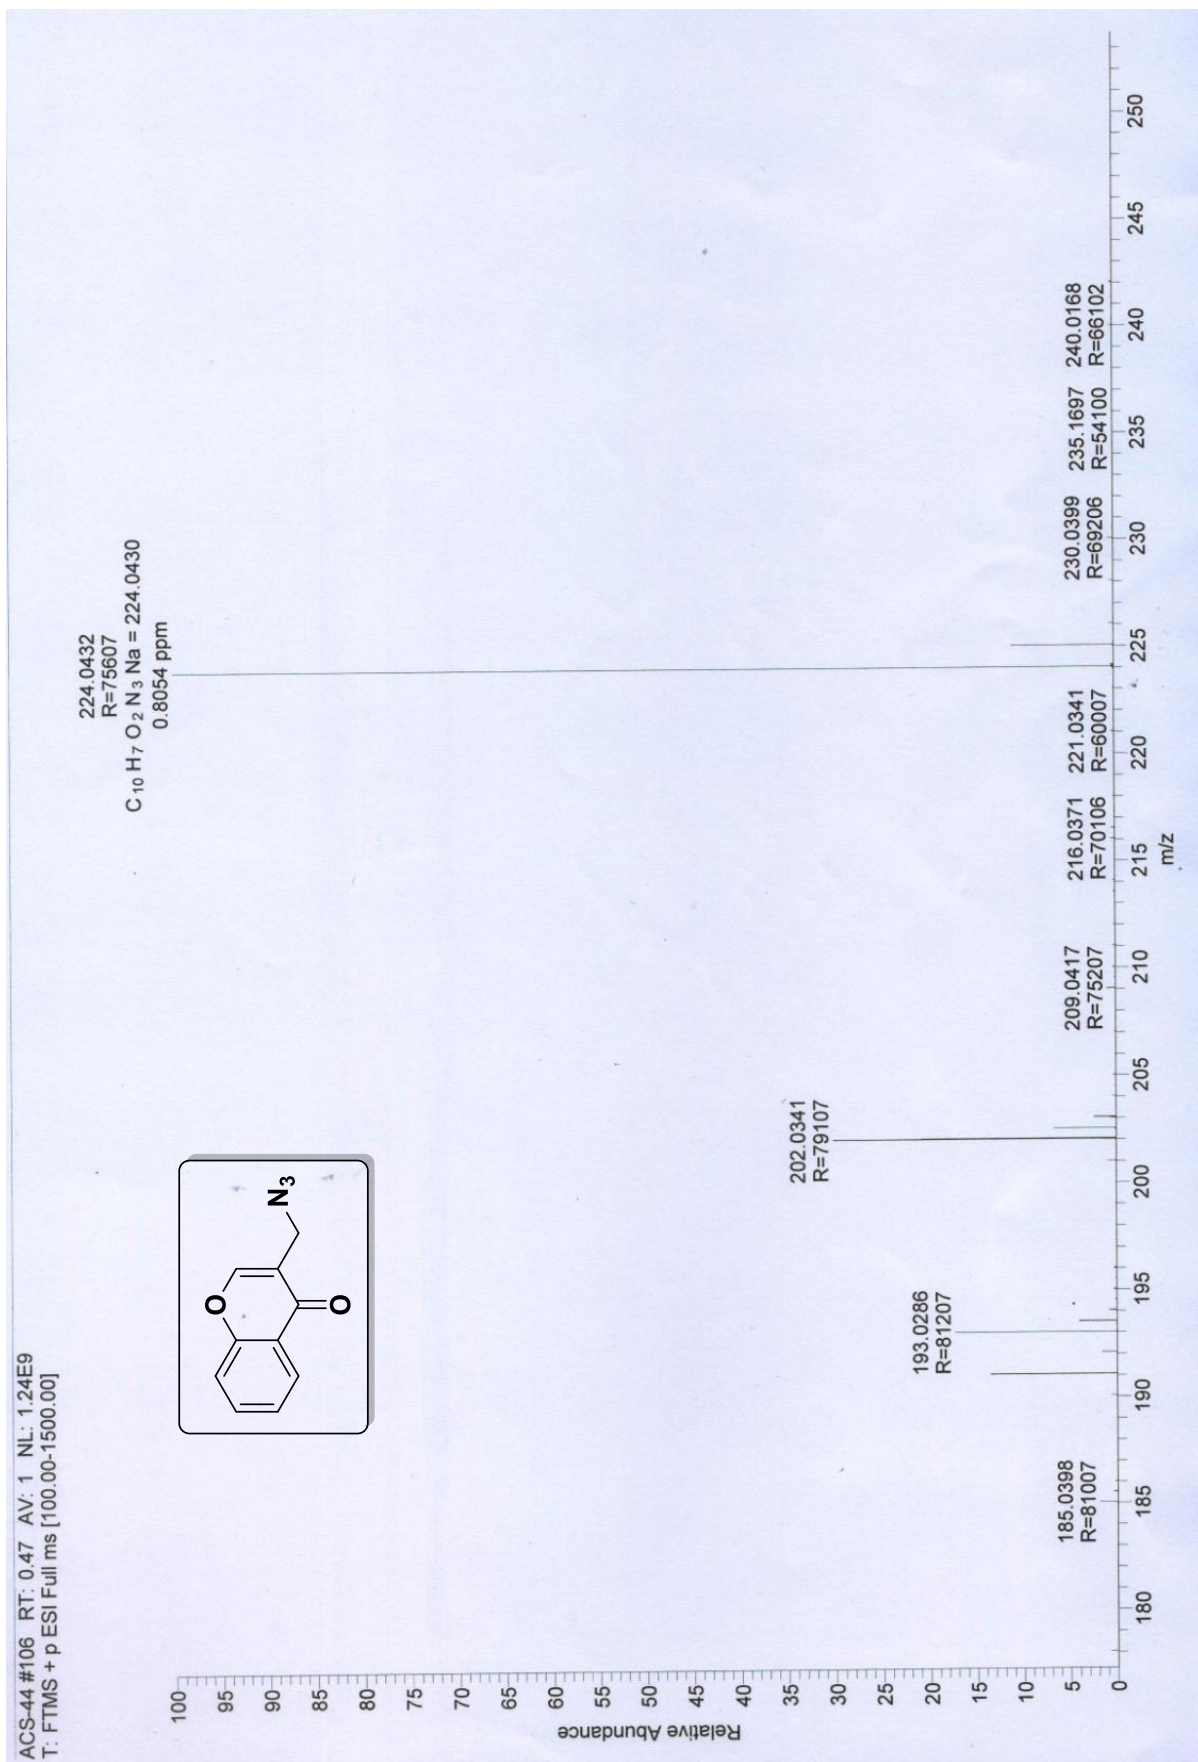 ACS-44 #106 RT: 0.47 AV: 1 NL: 1.24E9
T: FTMS + p ESI Full ms [100.00-1500.00]
224.0432
R=75607
C10 H7 O2 N3 Na = 224.0430
0.8054 ppm
O
O
N3
202.0341
R=79107
193.0286
R=81207
185.0398
R=81007
209.0417
R=75207
216.0371
R=70106
221.0341
R=60007
230.0399
R=69206
235.1697
R=54100
240.0168
R=66102
100
95
90
85
80
75
70
65
60
55
50
45
40
35
30
25
20
15
10
5
0
Relative Abundance
180 185 190 195 200 205 210 215 220 225 230 235 240 245 250
m/z